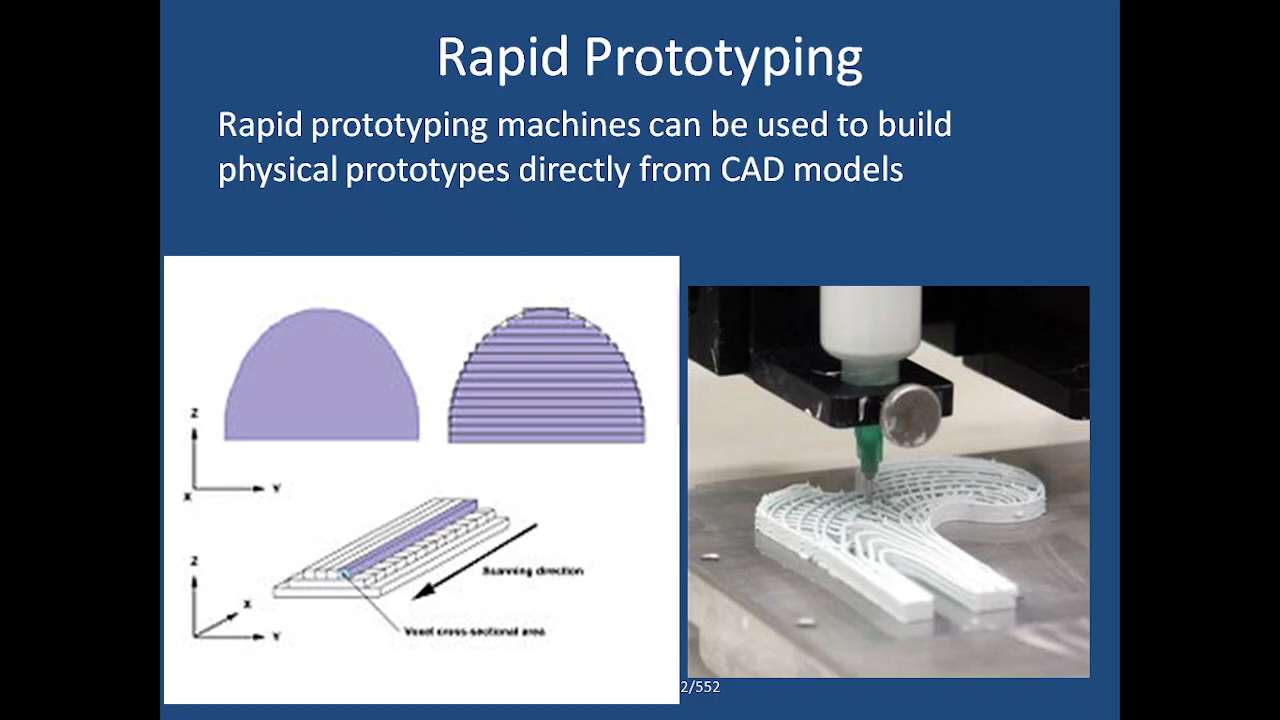 Rapid Prototyping
Rapid prototyping machines can be used to build
physical prototypes directly from CAD models
Z
X
Y
Z
X
Y
Scanning direction
Voxel cross-sectional area
2/552